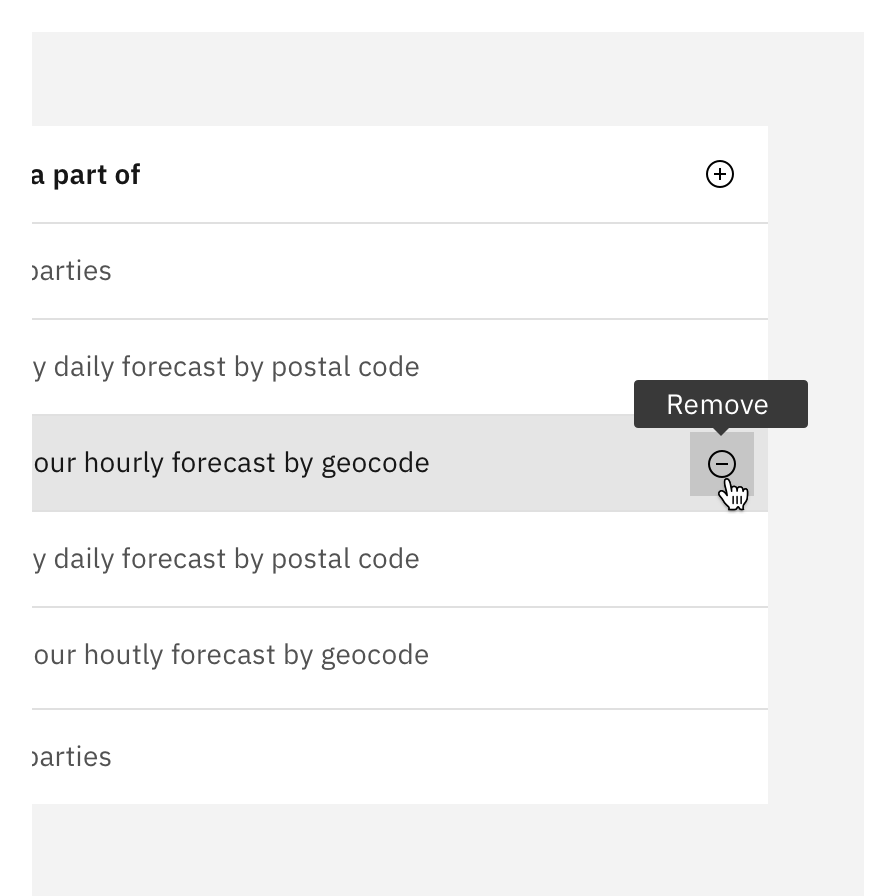 a part of
parties
y daily forecast by postal code
Remove
our hourly forecast by geocode
y daily forecast by postal code
our houtly forecast by geocode
parties